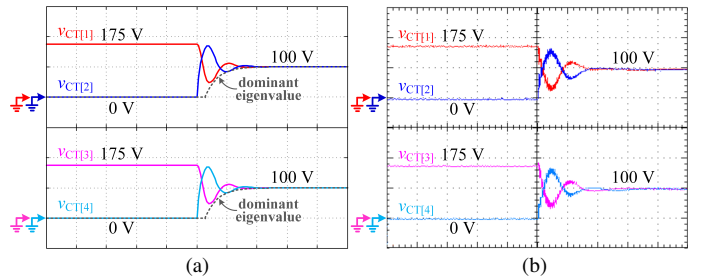 vCT[1] 175 V
100 V
vCT[2]
dominant
eigenvalue
0 V
vCT[3] 175 V
100 V
vCT[4]
dominant
eigenvalue
0 V
(a)
vCT[1]
175 V
100 V
vCT[2]
0 V
vCT[3]
175 V
100 V
vCT[4]
0 V
(b)